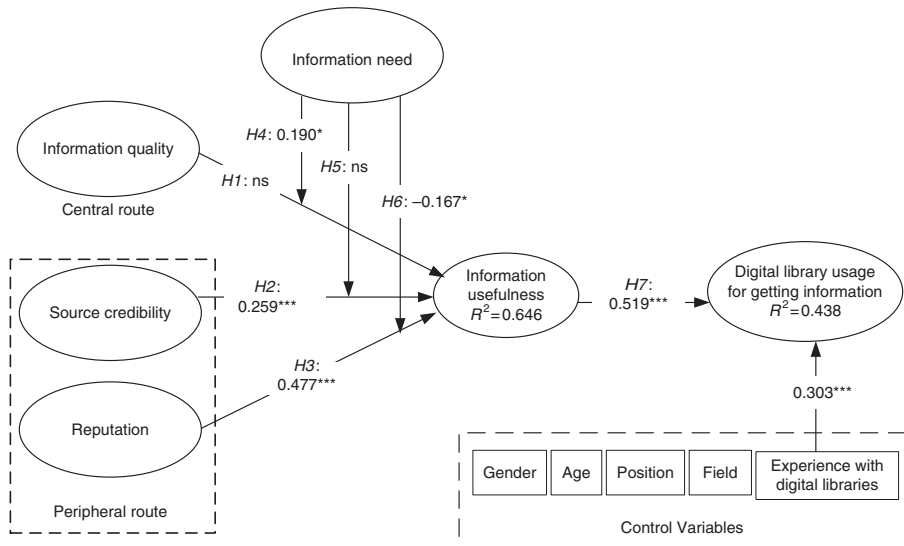 Information need
H4: 0.190*
Information quality
H5: ns
H1: ns
H6: –0.167*
Central route
Source credibility
H2:
0.259***
Information
usefulness
R²=0.646
H7:
0.519***
Digital library usage
for getting information
R²=0.438
H3:
0.477***
Reputation
0.303***
Peripheral route
Gender
Age
Position
Field
Experience with
digital libraries
Control Variables